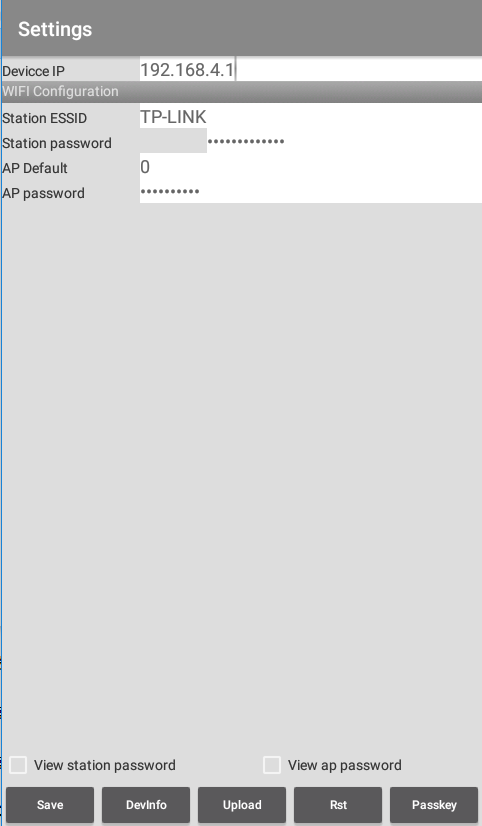 Settings
Devicce IP 192.168.4.1
WIFI Configuration
Station ESSID TP-LINK
Station password •••••••••••••
AP Default 0
AP password ••••••••••
View station password View ap password
Save DevInfo Upload Rst Passkey